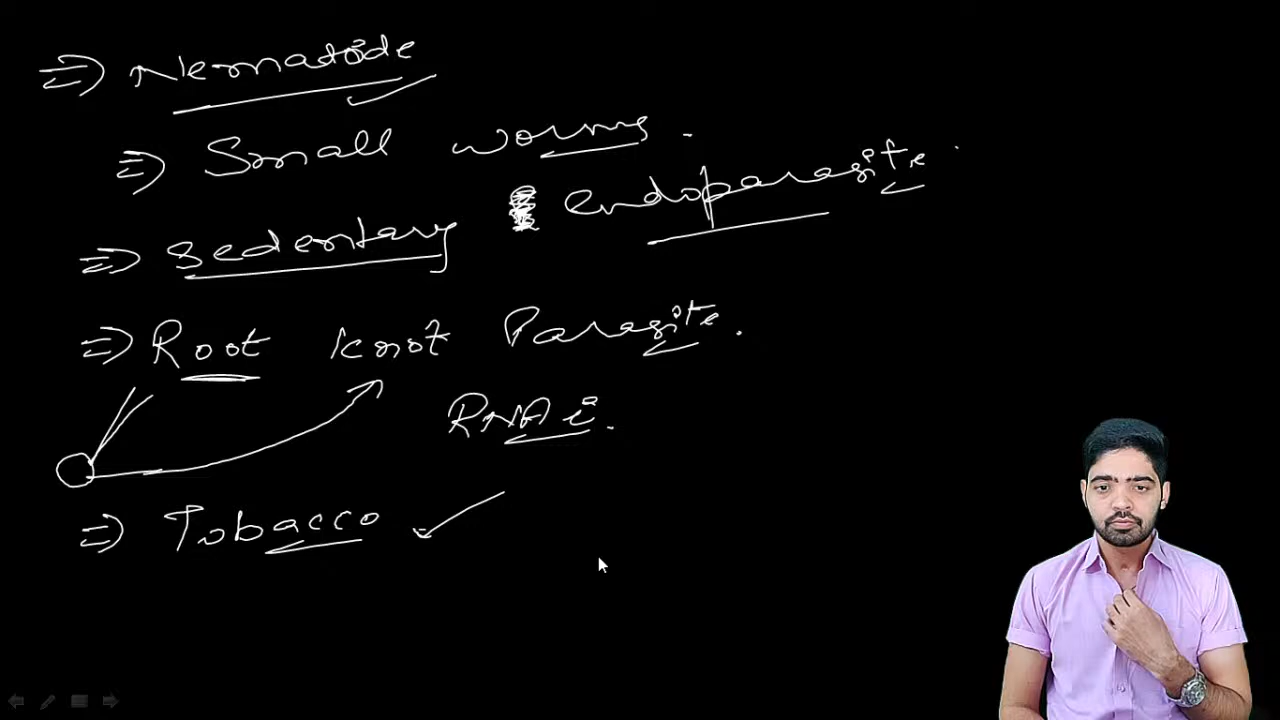 ⇒ Nematode
⇒ Small worms.
⇒ Sedentary endoparasite.
⇒ Root knot Parasite.
RNAi.
⇒ Tobacco